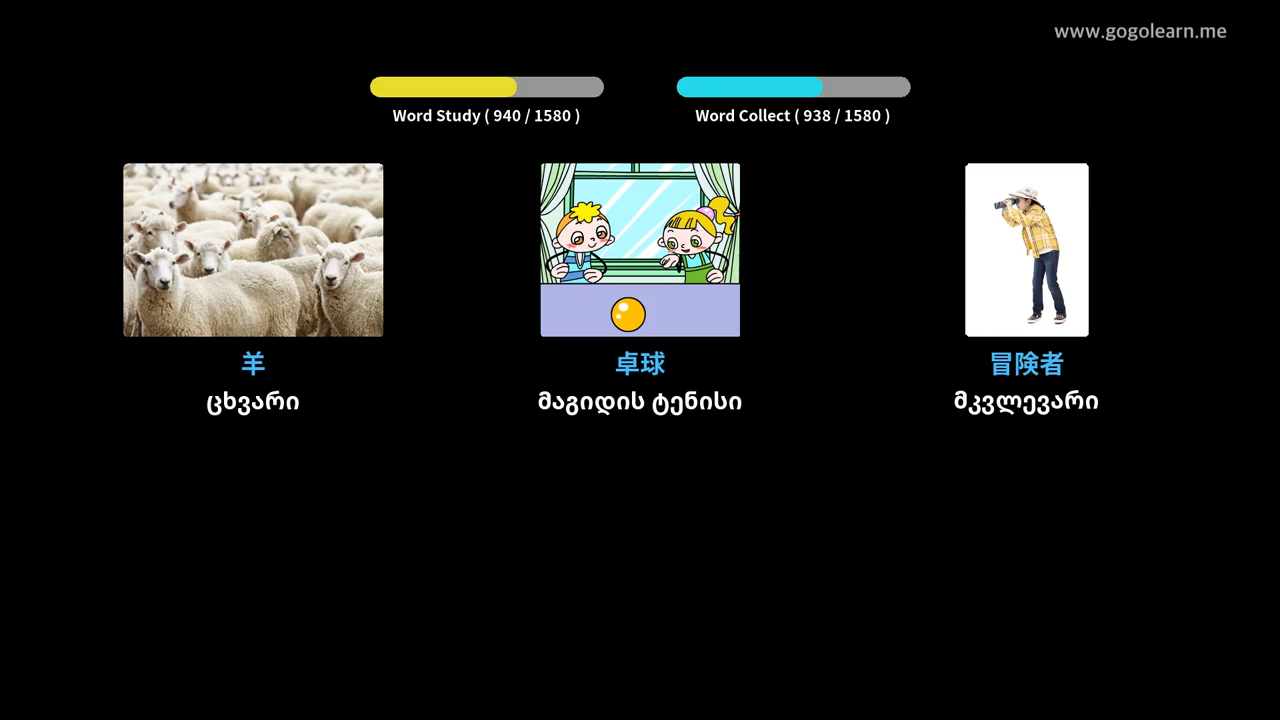 www.gogolearn.me
Word Study ( 940 / 1580 )
Word Collect ( 938 / 1580 )
羊
卓球
冒険者
ცხვარი
მაგიდის ტენისი
მკვლევარი